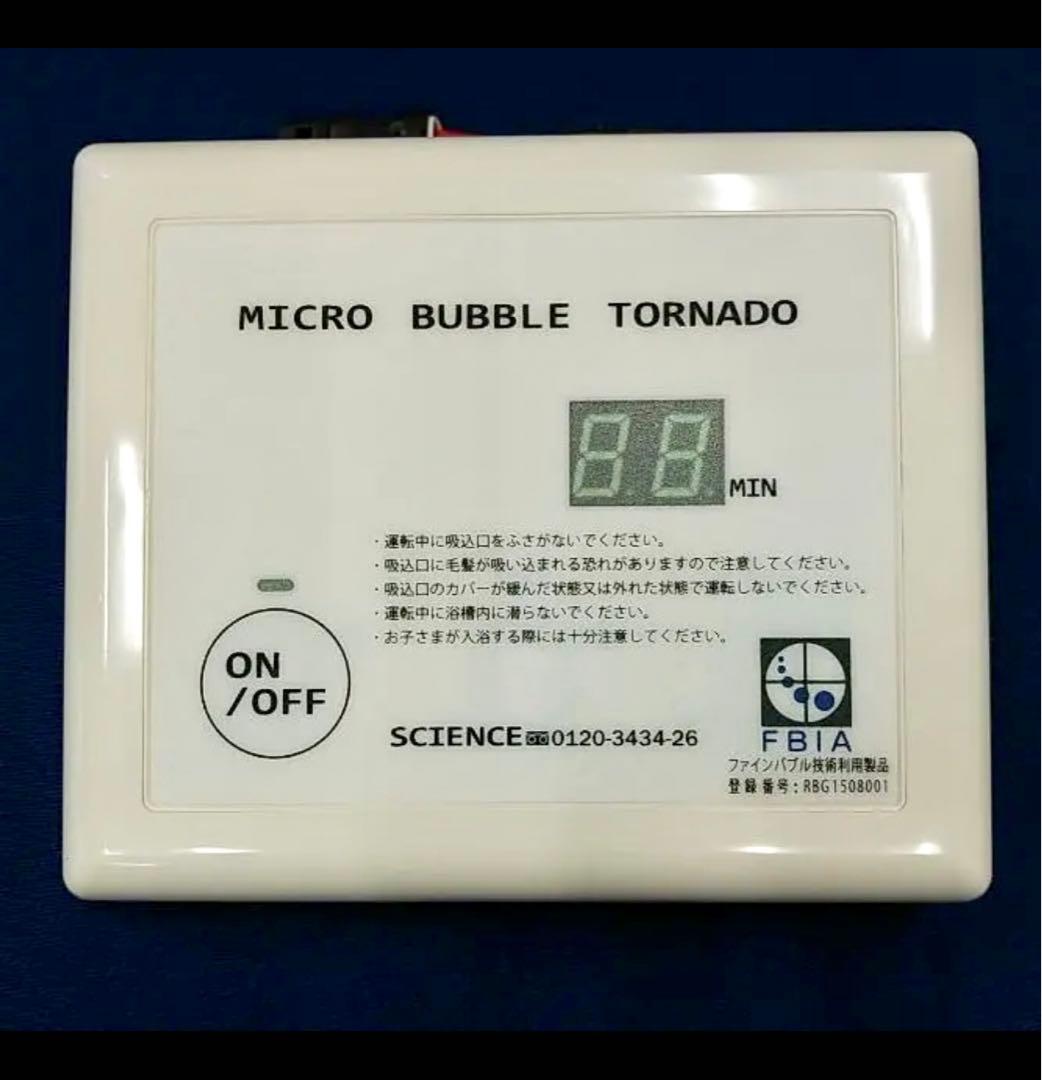 MICRO BUBBLE TORNADO
88 MIN
・運転中に吸込口をふさがないでください。
・吸込口に毛髪が吸い込まれる恐れがありますので注意してください。
・吸込口のカバーが緩んだ状態又は外れた状態で運転しないでください。
・運転中に浴槽内に潜らないでください。
・お子さまが入浴する際には十分注意してください。
ON
/OFF
SCIENCE 0120-3434-26
FBIA
ファインバブル技術利用製品
登録番号:RBG1508001